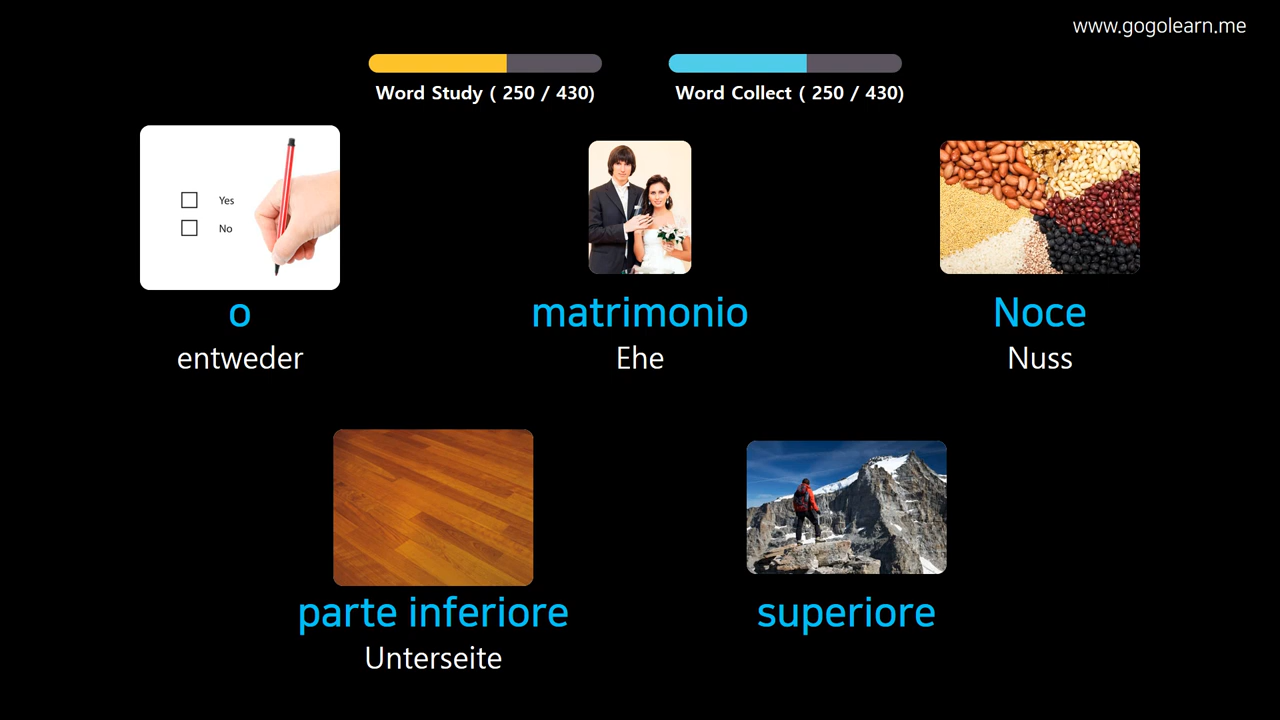 www.gogolearn.me
Word Study ( 250 / 430)
Word Collect ( 250 / 430)
Yes
No
o
entweder
matrimonio
Ehe
Noce
Nuss
parte inferiore
Unterseite
superiore